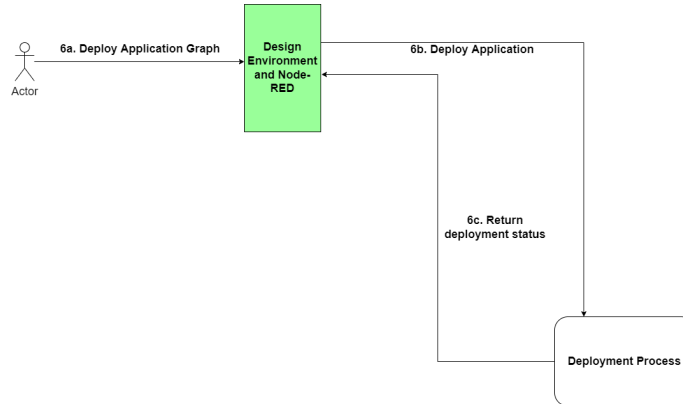 6a. Deploy Application Graph
Actor
Design
Environment
and Node-
RED
6b. Deploy Application
6c. Return
deployment status
Deployment Process